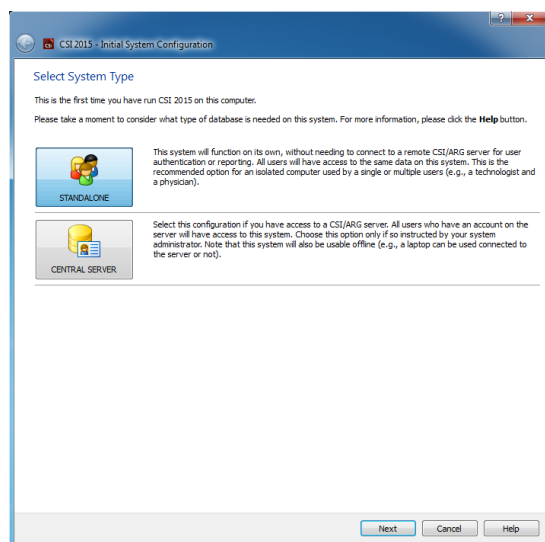 CSI 2015 - Initial System Configuration
Select System Type
This is the first time you have run CSI 2015 on this computer.
Please take a moment to consider what type of database is needed on this system. For more information, please click the Help button.
This system will function on its own, without needing to connect to a remote CSI/ARG server for user
authentication or reporting. All users will have access to the same data on this system. This is the
recommended option for an isolated computer used by a single or multiple users (e.g., a technologist and
a physician).
STANDALONE
Select this configuration if you have access to a CSI/ARG server. All users who have an account on the
server will have access to this system. Choose this option only if so instructed by your system
administrator. Note that this system will also be usable offline (e.g., a laptop can be used connected to
the server or not).
CENTRAL SERVER
Next Cancel Help